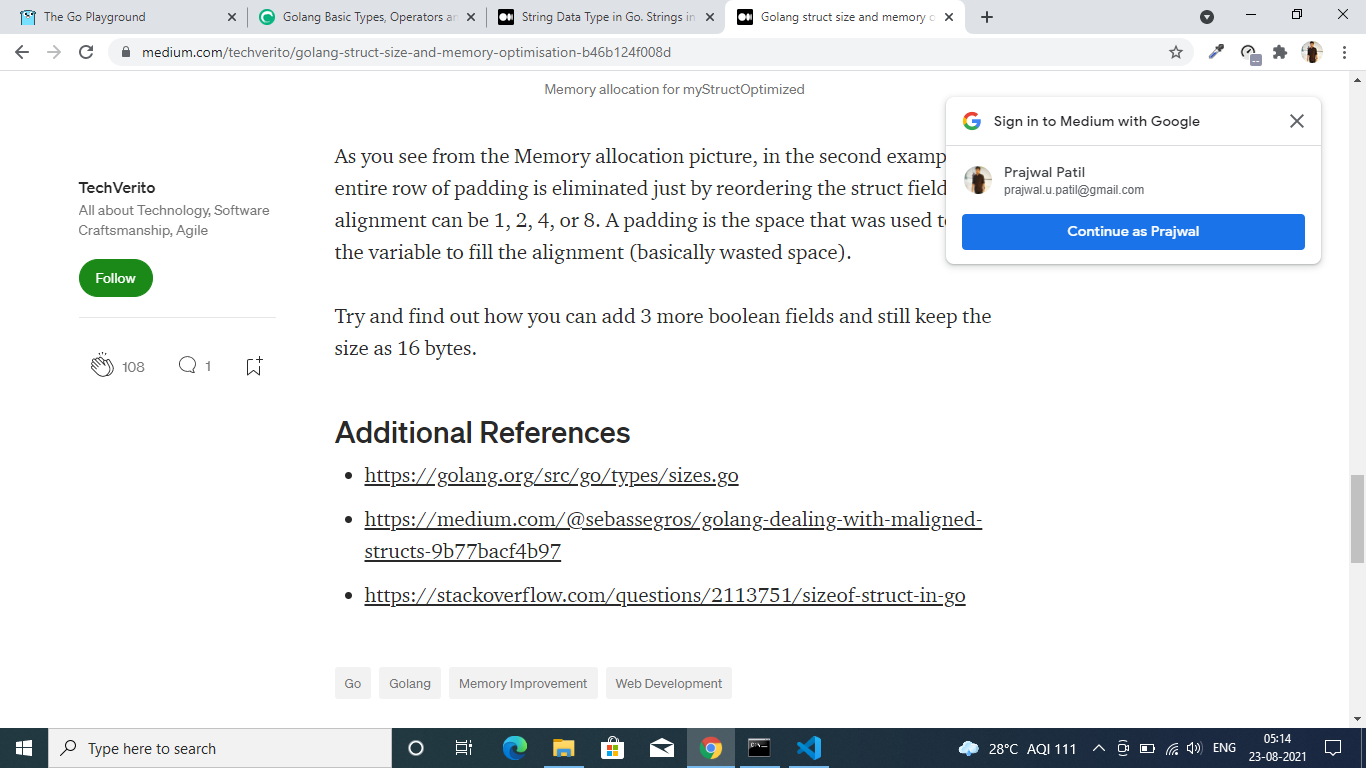 The Go Playground
Golang Basic Types, Operators an
String Data Type in Go. Strings in
Golang struct size and memory o
medium.com/techverito/golang-struct-size-and-memory-optimisation-b46b124f008d
Memory allocation for myStructOptimized
Sign in to Medium with Google
Prajwal Patil
prajwal.u.patil@gmail.com
Continue as Prajwal
TechVerito
All about Technology, Software
Craftsmanship, Agile
Follow
108
1
As you see from the Memory allocation picture, in the second examp
entire row of padding is eliminated just by reordering the struct field
alignment can be 1, 2, 4, or 8. A padding is the space that was used to
the variable to fill the alignment (basically wasted space).
Try and find out how you can add 3 more boolean fields and still keep the
size as 16 bytes.
Additional References
https://golang.org/src/go/types/sizes.go
https://medium.com/@sebassegros/golang-dealing-with-maligned-
structs-9b77bacf4b97
https://stackoverflow.com/questions/2113751/sizeof-struct-in-go
Go
Golang
Memory Improvement
Web Development
Type here to search
28°C AQI 111
ENG
05:14
23-08-2021